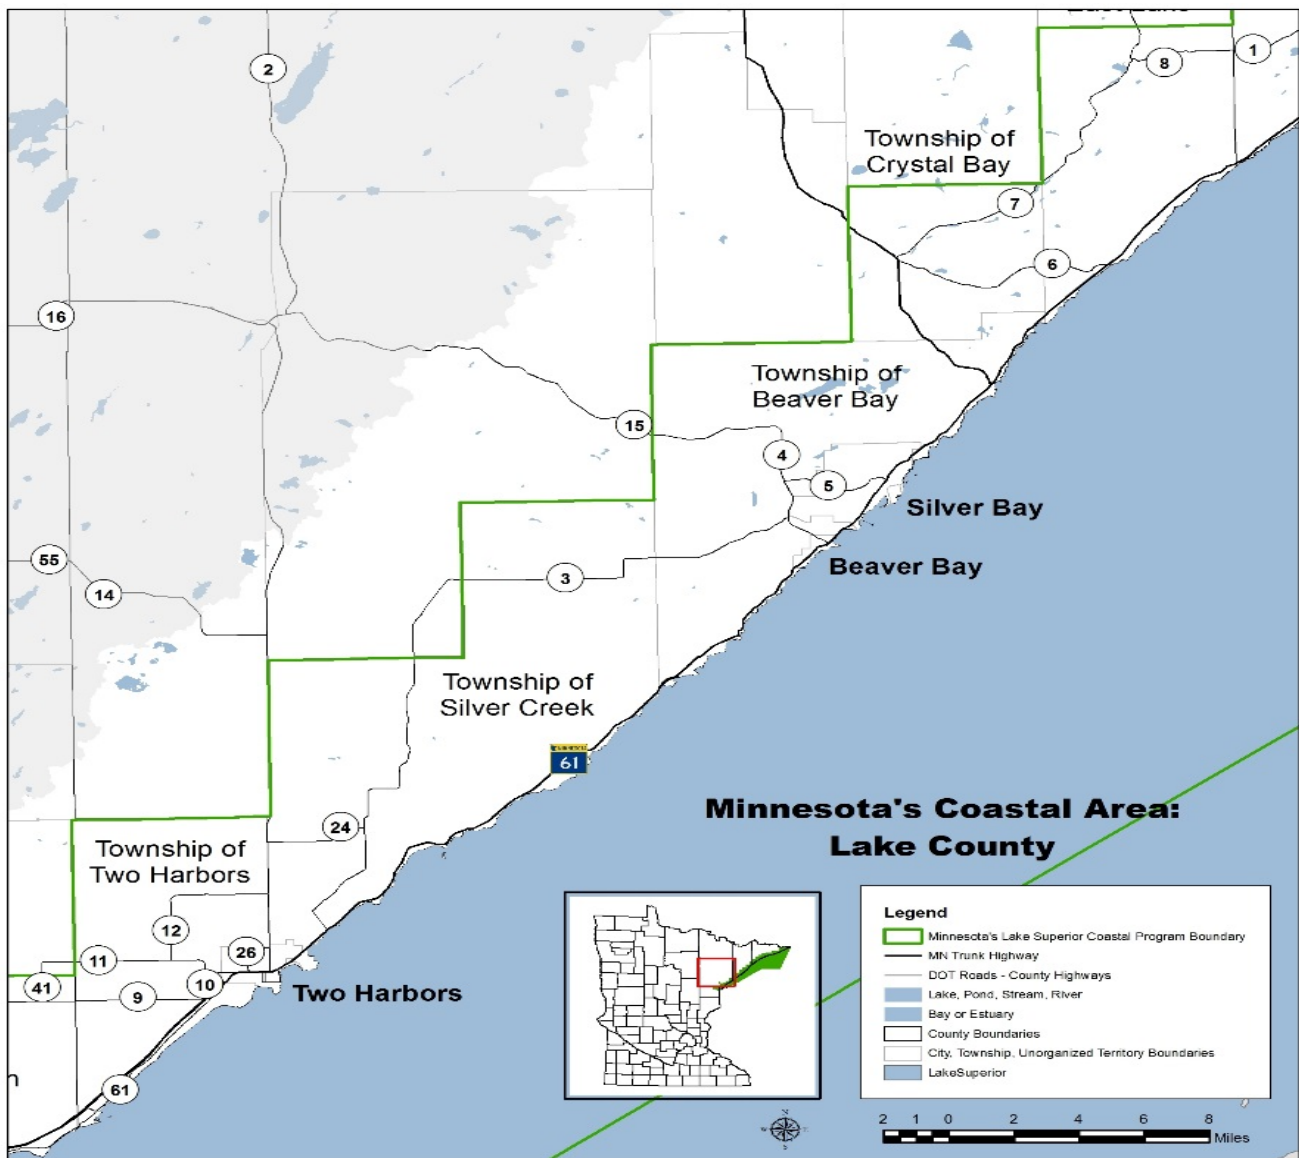 2
8
1
Township of
Crystal Bay
7
6
16
Township of
Beaver Bay
15
4
5
Silver Bay
55
Beaver Bay
3
14
Township of
Silver Creek
MINNESOTA
61
Minnesota's Coastal Area:
Lake County
24
Township of
Two Harbors
12
26
11
41
10
9
Two Harbors
61
n
Legend
Minnesota's Lake Superior Coastal Program Boundary
MN Trunk Highway
DOT Roads - County Highways
Lake, Pond, Stream, River
Bay or Estuary
County Boundaries
City, Township, Unorganized Territory Boundaries
LakeSuperior
N
W E
S
2 1 0 2 4 6 8
Miles